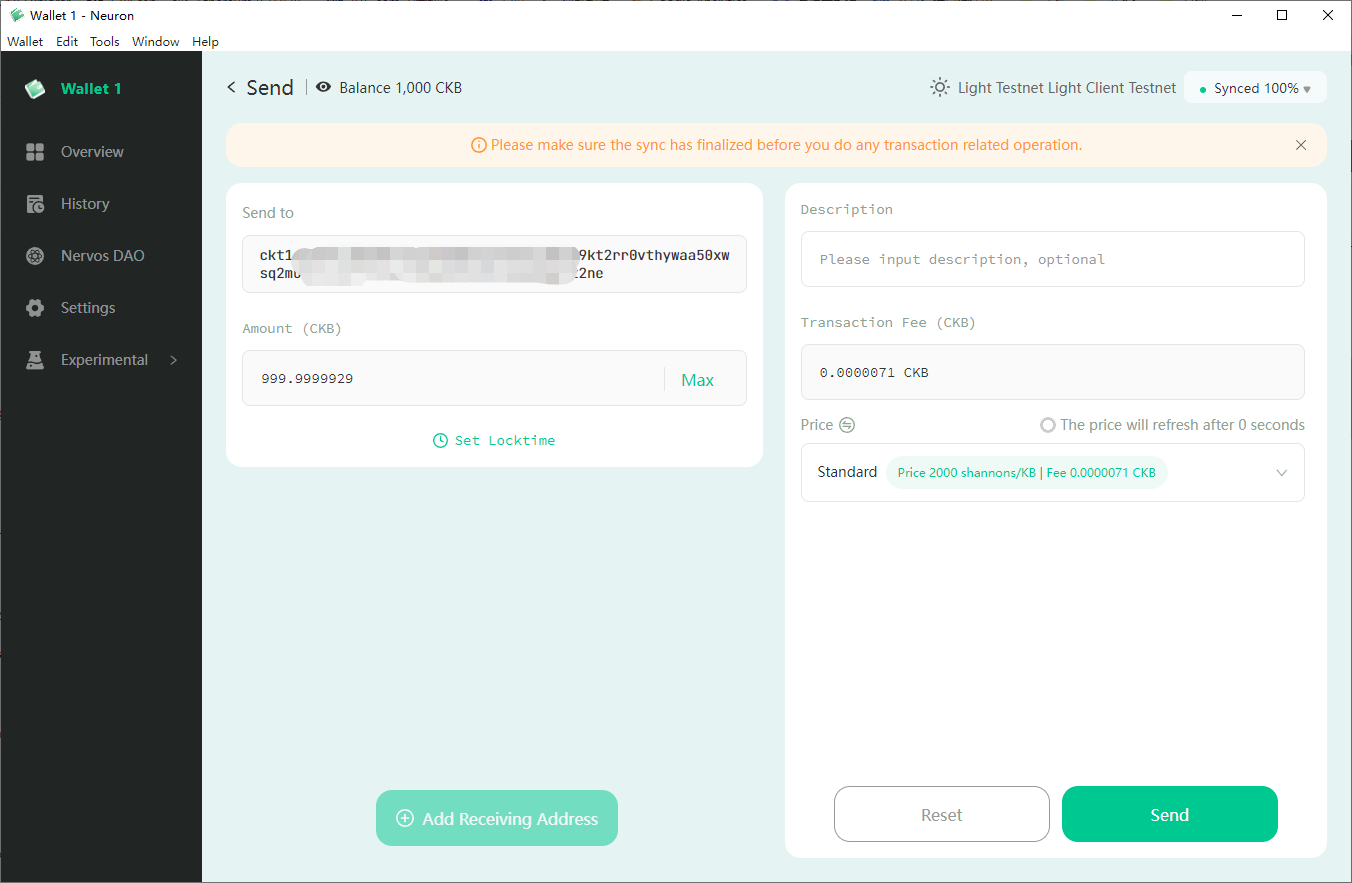 Wallet 1 - Neuron
Wallet Edit Tools Window Help
Wallet 1
Overview
History
Nervos DAO
Settings
Experimental
Send
Balance 1,000 CKB
Light Testnet Light Client Testnet
Synced 100%
Please make sure the sync has finalized before you do any transaction related operation.
Send to
ckt1 9kt2rr0vthywaa50xw
sq2m 2ne
Amount (CKB)
999.9999929
Max
Set Locktime
Add Receiving Address
Description
Please input description, optional
Transaction Fee (CKB)
0.0000071 CKB
Price
The price will refresh after 0 seconds
Standard Price 2000 shannons/KB | Fee 0.0000071 CKB
Reset
Send